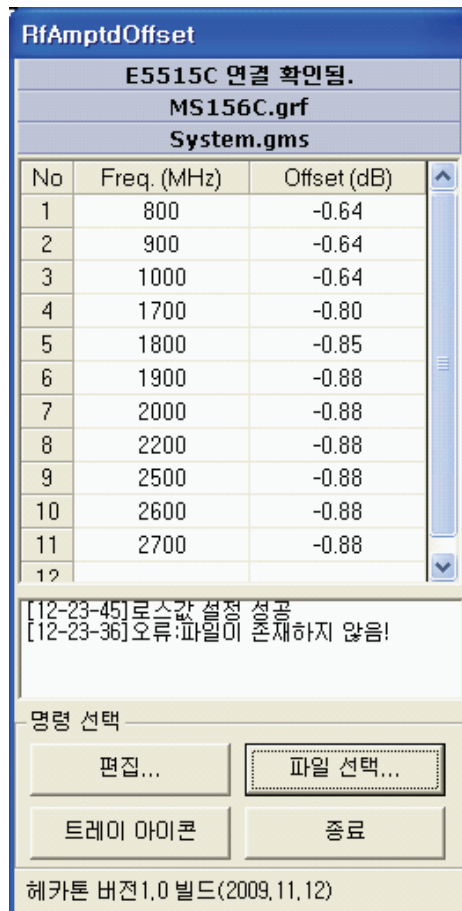 RfAmptdOffset
E5515C 연결 확인됨.
MS156C.grf
System.gms
No Freq. (MHz) Offset (dB)
1 800 -0.64
2 900 -0.64
3 1000 -0.64
4 1700 -0.80
5 1800 -0.85
6 1900 -0.88
7 2000 -0.88
8 2200 -0.88
9 2500 -0.88
10 2600 -0.88
11 2700 -0.88
12
[12-23-45]로스값 설정 성공
[12-23-36]오류:파일이 존재하지 않음!
명령 선택
편집... 파일 선택...
트레이 아이콘 종료
헤카톤 버전1.0 빌드(2009.11.12)